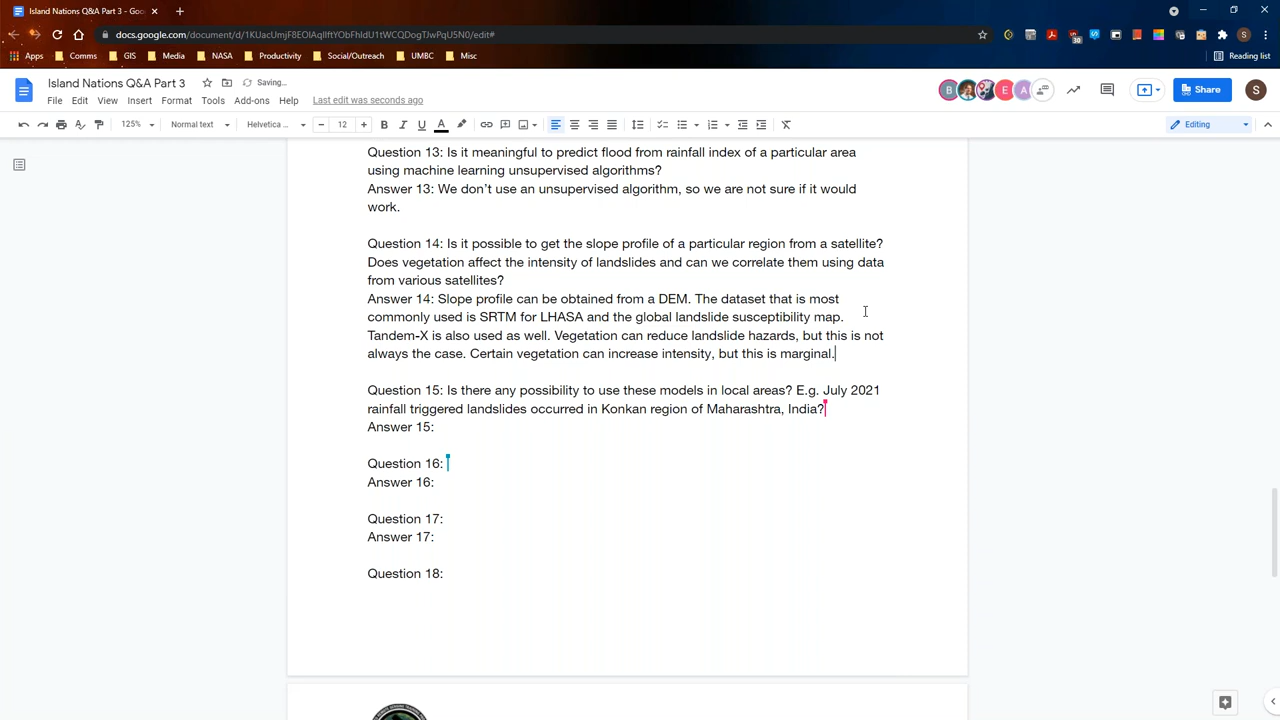 Island Nations Q&A Part 3 - Goo
docs.google.com/document/d/1KUacUmjF8EOIAqlIftYObFhldU1tWCQDogTJwPqU5N0/edit#
Apps Comms GIS Media NASA Productivity Social/Outreach UMBC Misc Reading list
Island Nations Q&A Part 3 Saving...
File Edit View Insert Format Tools Add-ons Help Last edit was seconds ago
B E A Share S
125% Normal text Helvetica ... 12 B I U A Editing
Question 13: Is it meaningful to predict flood from rainfall index of a particular area
using machine learning unsupervised algorithms?
Answer 13: We don't use an unsupervised algorithm, so we are not sure if it would
work.
Question 14: Is it possible to get the slope profile of a particular region from a satellite?
Does vegetation affect the intensity of landslides and can we correlate them using data
from various satellites?
Answer 14: Slope profile can be obtained from a DEM. The dataset that is most
commonly used is SRTM for LHASA and the global landslide susceptibility map.
Tandem-X is also used as well. Vegetation can reduce landslide hazards, but this is not
always the case. Certain vegetation can increase intensity, but this is marginal.
Question 15: Is there any possibility to use these models in local areas? E.g. July 2021
rainfall triggered landslides occurred in Konkan region of Maharashtra, India?
Answer 15:
Question 16:
Answer 16:
Question 17:
Answer 17:
Question 18: